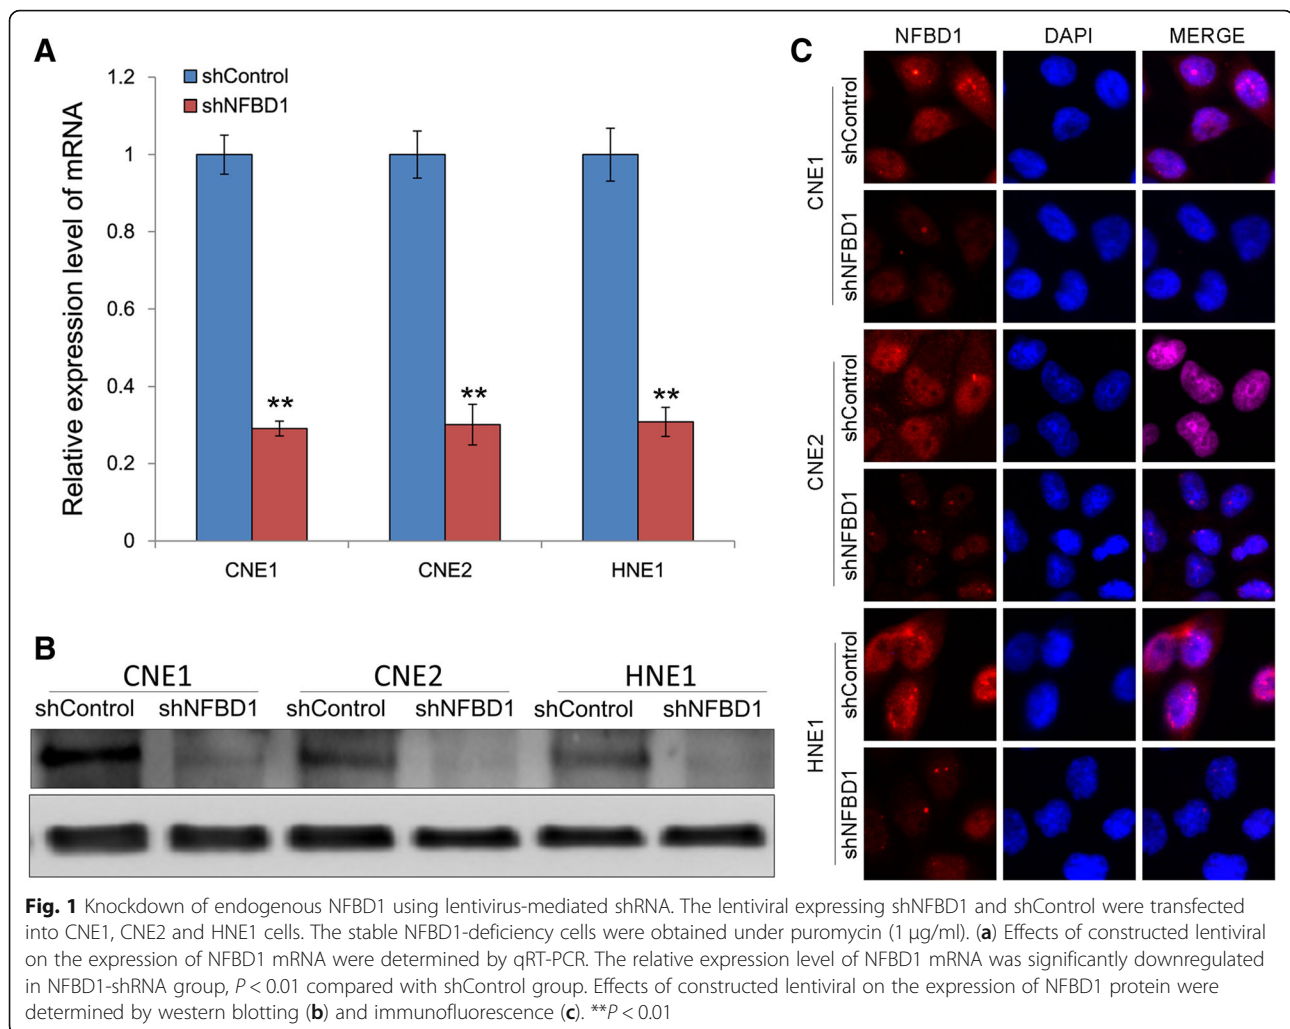 A
shControl
shNFBD1
Relative expression level of mRNA
1.2
1
0.8
0.6
0.4
0.2
0
**
**
**
CNE1
CNE2
HNE1
B
CNE1
CNE2
HNE1
shControl
shNFBD1
shControl
shNFBD1
shControl
shNFBD1
C
NFBD1
DAPI
MERGE
CNE1
shControl
shNFBD1
CNE2
shControl
shNFBD1
HNE1
shControl
shNFBD1
Fig. 1 Knockdown of endogenous NFBD1 using lentivirus-mediated shRNA. The lentiviral expressing shNFBD1 and shControl were transfected
into CNE1, CNE2 and HNE1 cells. The stable NFBD1-deficiency cells were obtained under puromycin (1 μg/ml). (a) Effects of constructed lentiviral
on the expression of NFBD1 mRNA were determined by qRT-PCR. The relative expression level of NFBD1 mRNA was significantly downregulated
in NFBD1-shRNA group, P < 0.01 compared with shControl group. Effects of constructed lentiviral on the expression of NFBD1 protein were
determined by western blotting (b) and immunofluorescence (c). **P < 0.01